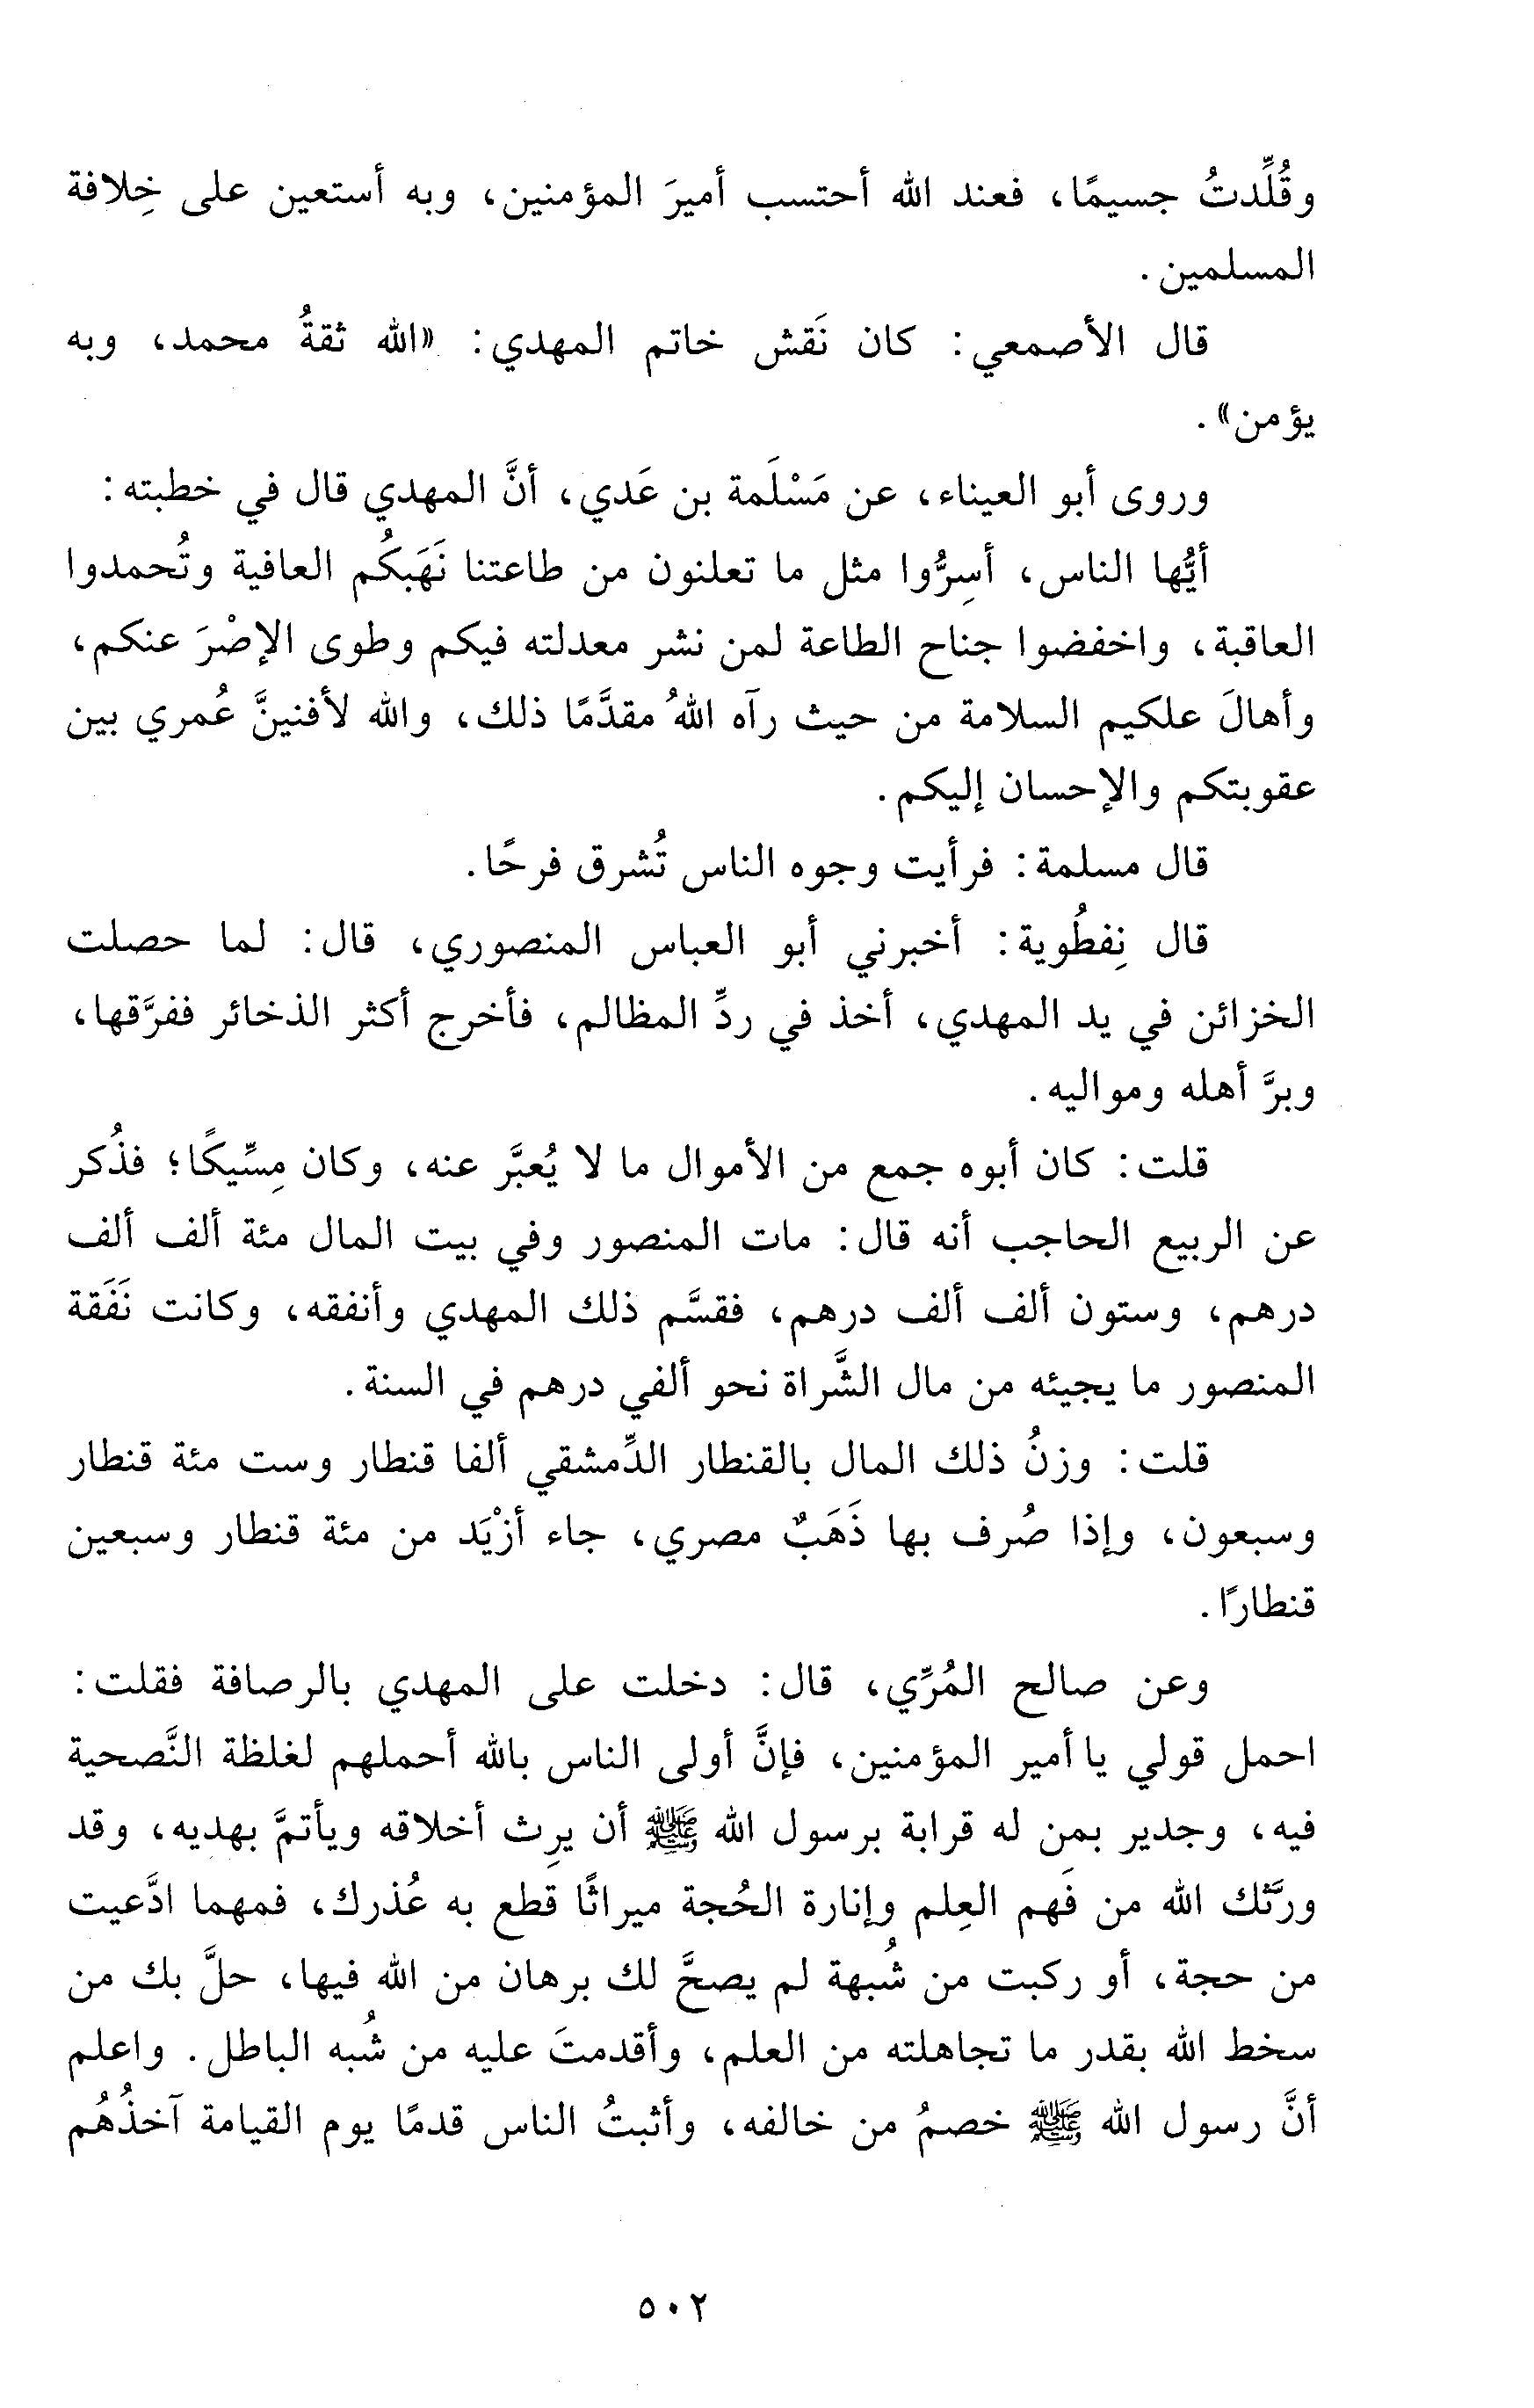 وقُلِّدتُ جسيمًا، فعند الله أحتسب أميرَ المؤمنين، وبه أستعين على خِلافة
المسلمين.
قال الأصمعي: كان نَقش خاتم المهدي: «الله ثقةُ محمد، وبه
يؤمن».
وروى أبو العيناء، عن مَسْلَمة بن عَدي، أنَّ المهدي قال في خطبته:
أيُّها الناس، أسِرُّوا مثل ما تعلنون من طاعتنا نَهَبكُم العافية وتُحمدوا
العاقبة، واخفضوا جناح الطاعة لمن نشر معدلته فيكم وطوى الإصْرَ عنكم،
وأهالَ علكيم السلامة من حيث رآه اللهُ مقدَّمًا ذلك، والله لأفنينَّ عُمري بين
عقوبتكم والإحسان إليكم.
قال مسلمة: فرأيت وجوه الناس تُشرق فرحًا.
قال نِفطُوية: أخبرني أبو العباس المنصوري، قال: لما حصلت
الخزائن في يد المهدي، أخذ في ردِّ المظالم، فأخرج أكثر الذخائر ففرَّقها،
وبرَّ أهله ومواليه.
قلت: كان أبوه جمع من الأموال ما لا يُعبَّر عنه، وكان مِسِّيكًا؛ فذُكر
عن الربيع الحاجب أنه قال: مات المنصور وفي بيت المال مئة ألف ألف
درهم، وستون ألف ألف درهم، فقسَّم ذلك المهدي وأنفقه، وكانت نَفَقة
المنصور ما يجيئه من مال الشَّراة نحو ألفي درهم في السنة.
قلت: وزنُ ذلك المال بالقنطار الدِّمشقي ألفا قنطار وست مئة قنطار
وسبعون، وإذا صُرف بها ذَهَبٌ مصري، جاء أزْيَد من مئة قنطار وسبعين
قنطارًا.
وعن صالح المُرِّي، قال: دخلت على المهدي بالرصافة فقلت:
احمل قولي يا أمير المؤمنين، فإنَّ أولى الناس بالله أحملهم لغلظة النَّصحية
فيه، وجدير بمن له قرابة برسول الله ﷺ أن يرِث أخلاقه ويأتمَّ بهديه، وقد
ورثَّك الله من فَهم العِلم وإنارة الحُجة ميراثًا قطع به عُذرك، فمهما ادَّعيت
من حجة، أو ركبت من شُبهة لم يصحَّ لك برهان من الله فيها، حلَّ بك من
سخط الله بقدر ما تجاهلته من العلم، وأقدمتَ عليه من شُبه الباطل. واعلم
أنَّ رسول الله ﷺ خصمُ من خالفه، وأثبتُ الناس قدمًا يوم القيامة آخذُهُم
٥٠٢